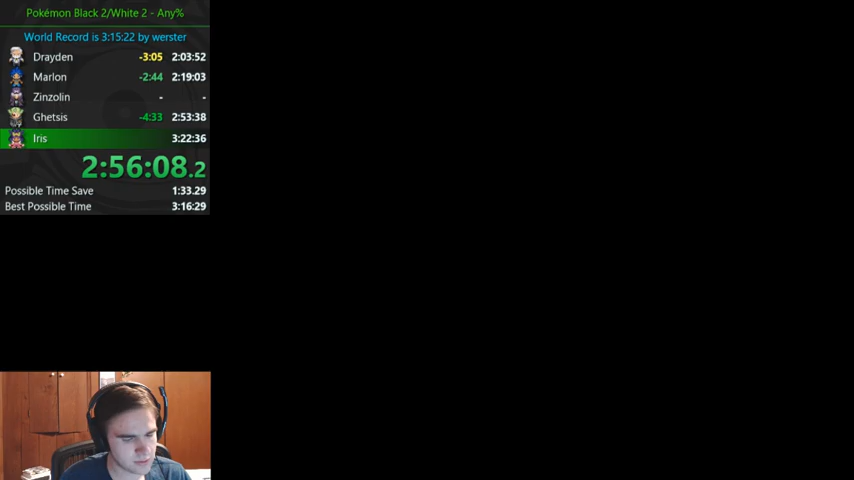 Pokémon Black 2/White 2 - Any%
World Record is 3:15:22 by werster
Drayden -3:05 2:03:52
Marlon -2:44 2:19:03
Zinzolin - -
Ghetsis -4:33 2:53:38
Iris 3:22:36
2:56:08.2
Possible Time Save 1:33.29
Best Possible Time 3:16:29